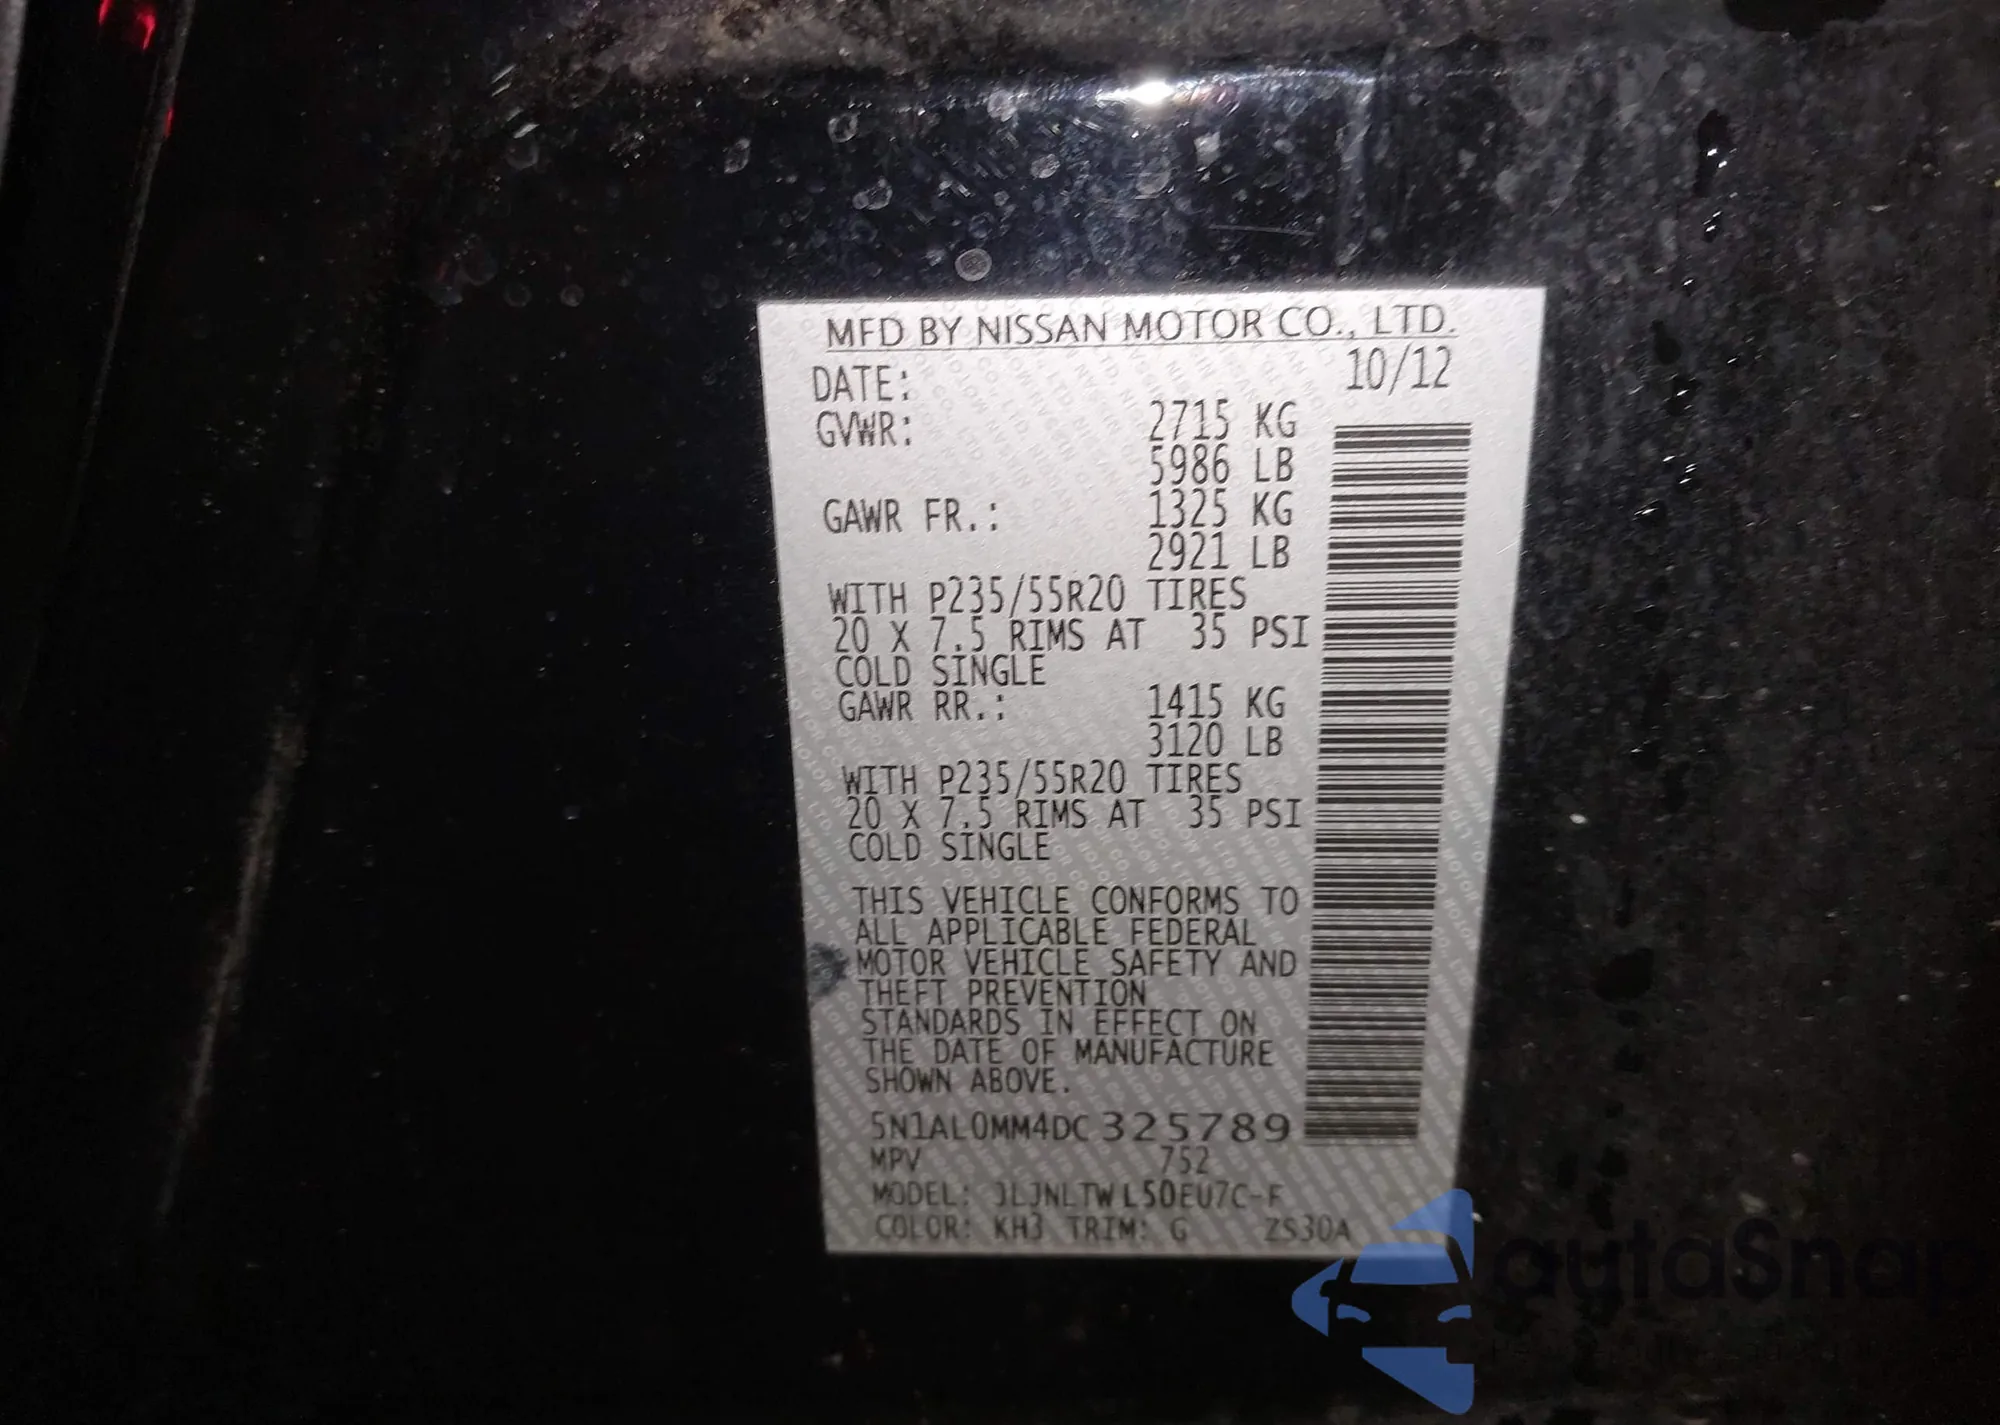 MFD BY NISSAN MOTOR CO., LTD.
DATE: 10/12
GVWR: 2715 KG
5986 LB
GAWR FR.: 1325 KG
2921 LB
WITH P235/55R20 TIRES
20 X 7.5 RIMS AT 35 PSI
COLD SINGLE
GAWR RR.: 1415 KG
3120 LB
WITH P235/55R20 TIRES
20 X 7.5 RIMS AT 35 PSI
COLD SINGLE
THIS VEHICLE CONFORMS TO
ALL APPLICABLE FEDERAL
MOTOR VEHICLE SAFETY AND
THEFT PREVENTION
STANDARDS IN EFFECT ON
THE DATE OF MANUFACTURE
SHOWN ABOVE.
5N1AL0MM4DC325789
MPV 752
MODEL: JLJNLTWL50EU7C-F
COLOR: KH3 TRIM: G ZS30A
autoSnap